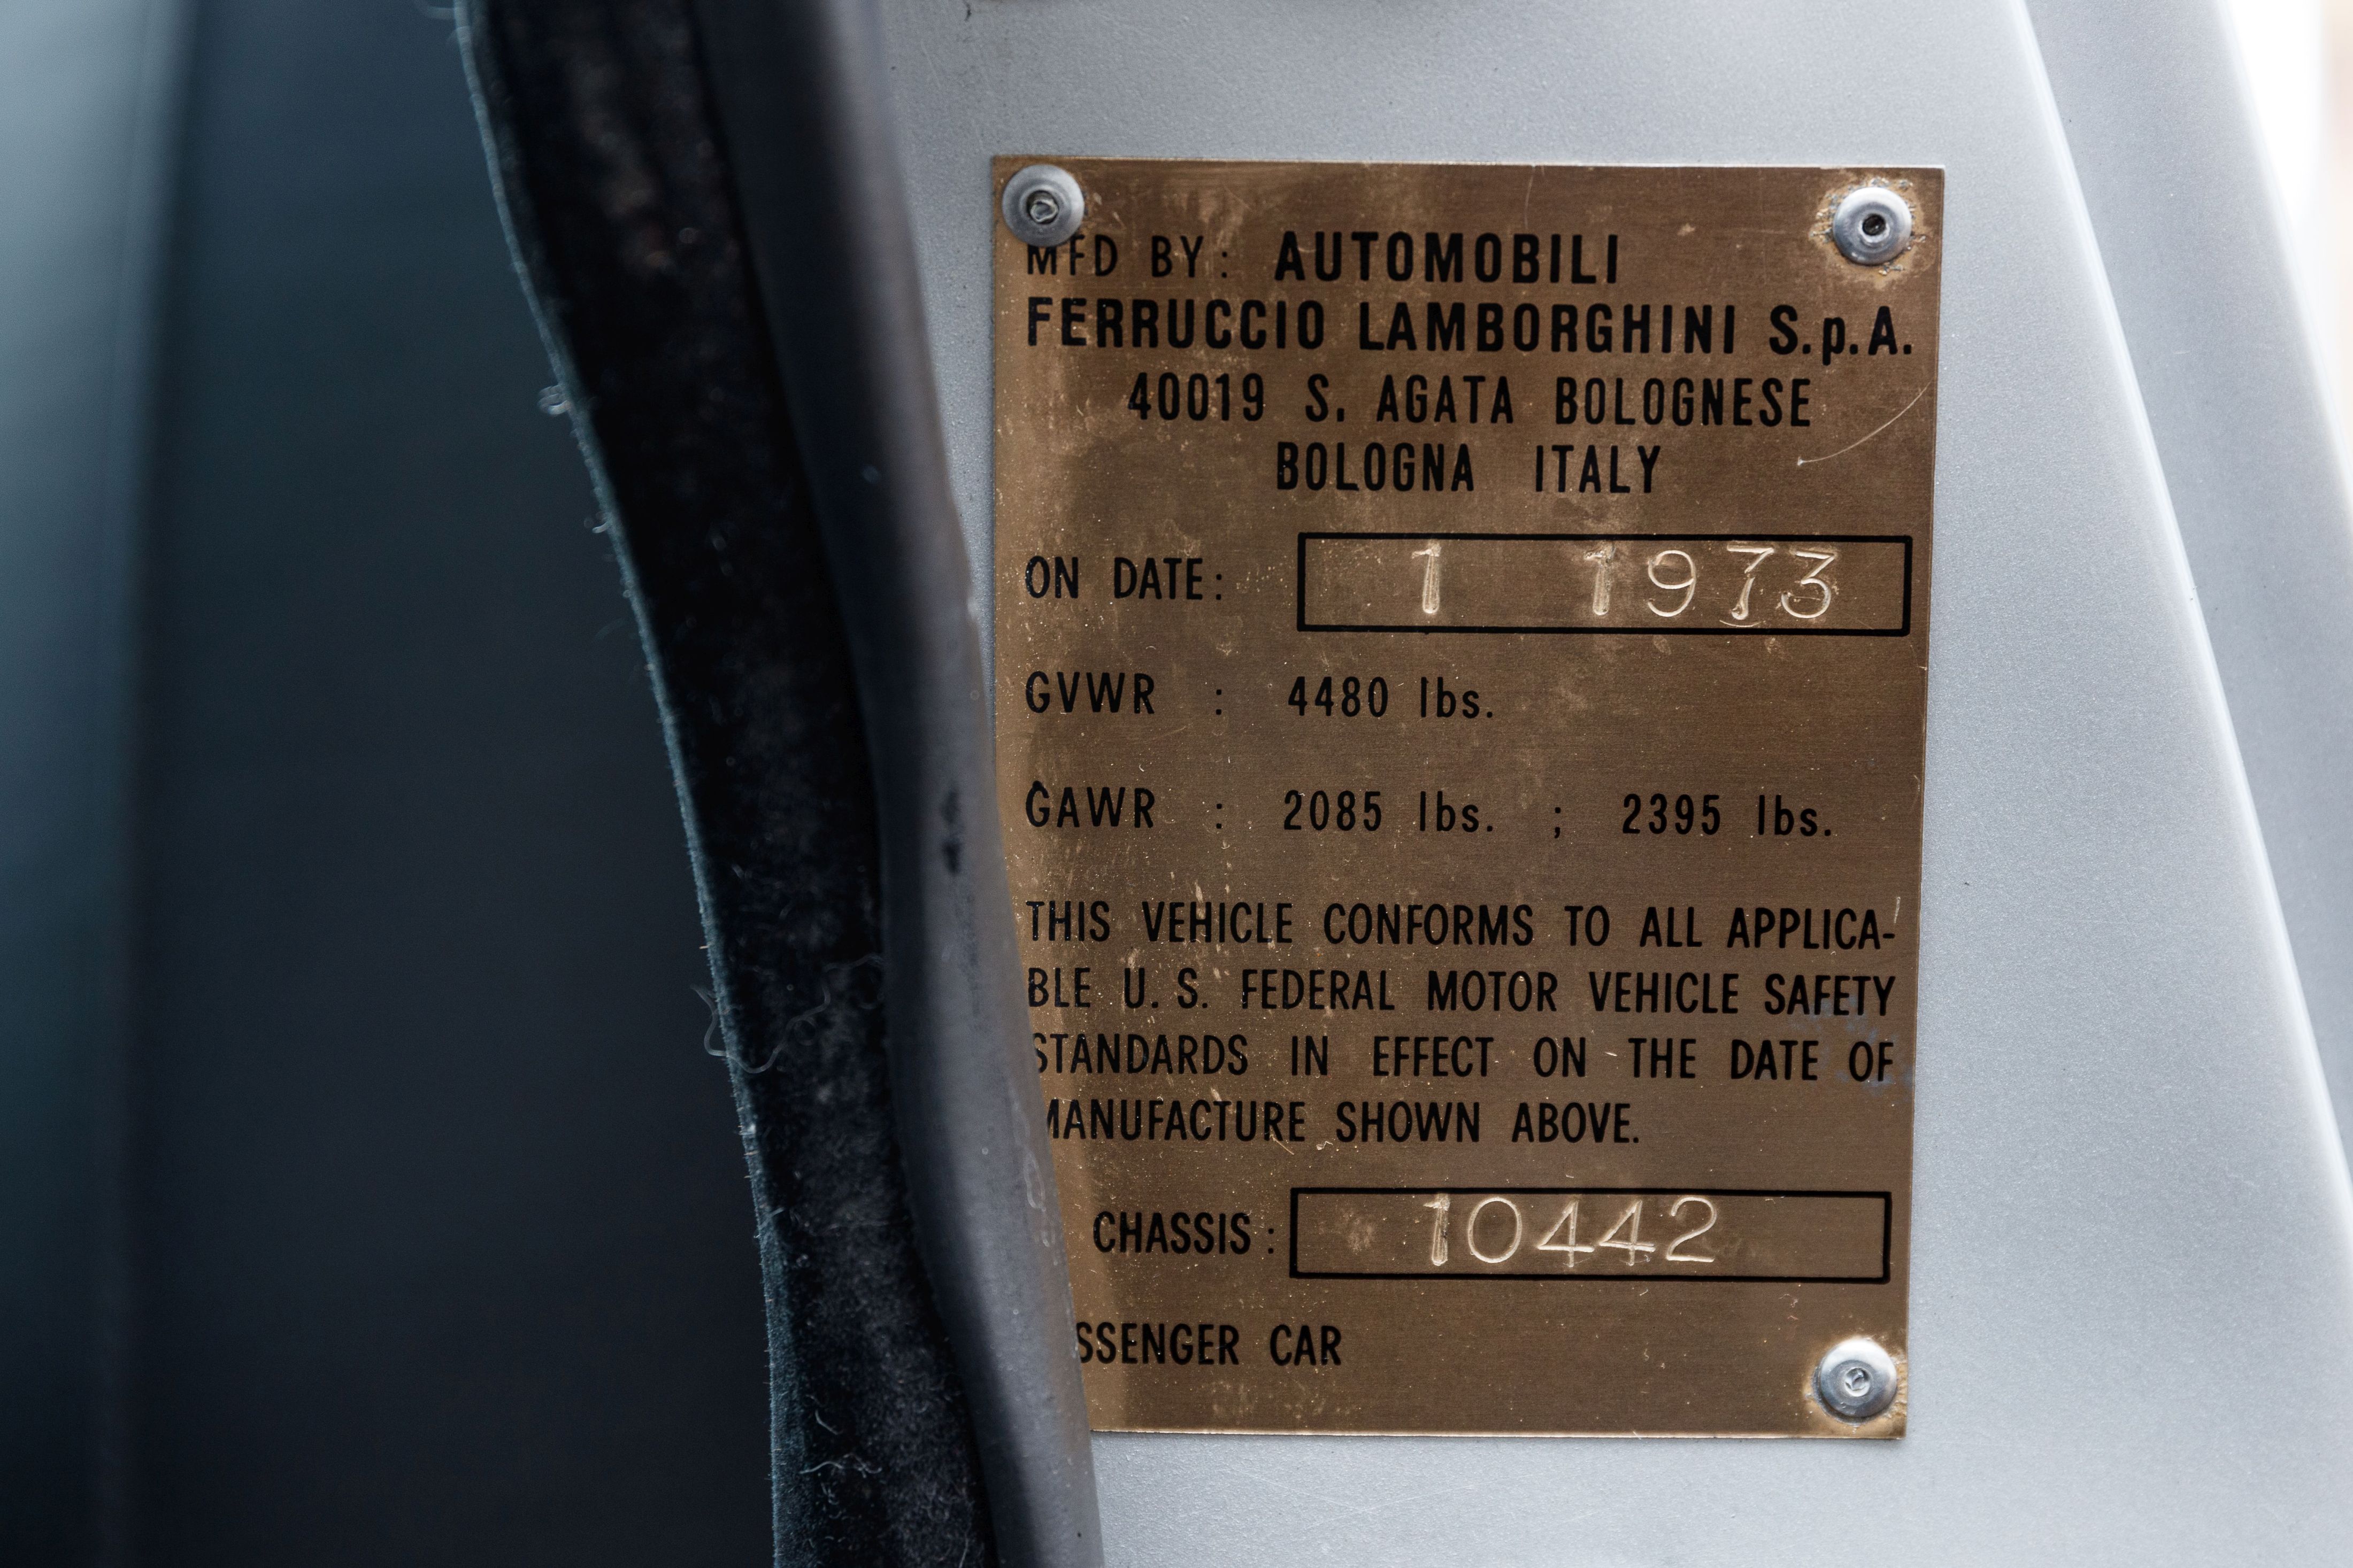 MFD BY: AUTOMOBILI
FERRUCCIO LAMBORGHINI S.p.A.
40019 S. AGATA BOLOGNESE
BOLOGNA ITALY
ON DATE: 1 1973
GVWR : 4480 lbs.
GAWR : 2085 lbs. ; 2395 lbs.
THIS VEHICLE CONFORMS TO ALL APPLICA-
BLE U.S. FEDERAL MOTOR VEHICLE SAFETY
STANDARDS IN EFFECT ON THE DATE OF
MANUFACTURE SHOWN ABOVE.
CHASSIS: 10442
SSENGER CAR